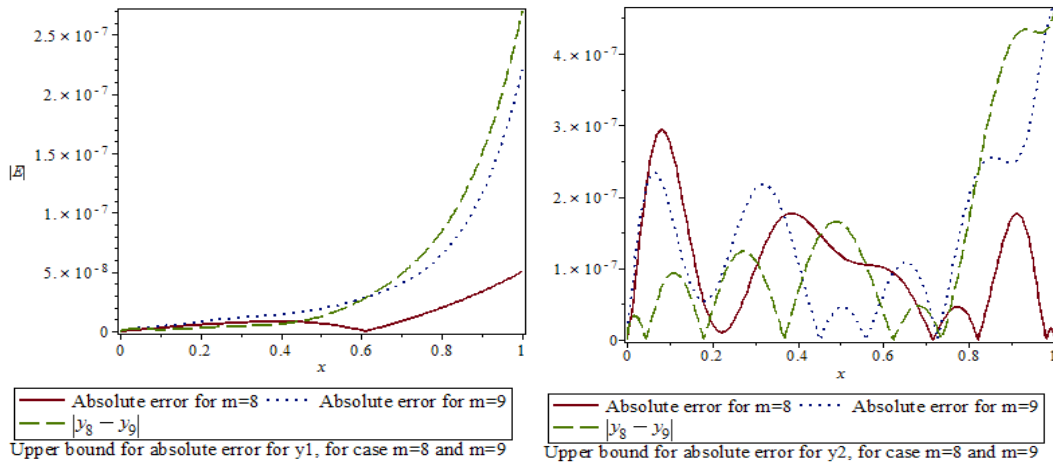 2.5 × 10⁻⁷
2. × 10⁻⁷
1.5 × 10⁻⁷
|E|
1. × 10⁻⁷
5. × 10⁻⁸
0
0 0.2 0.4 0.6 0.8 1
x
Absolute error for m=8 Absolute error for m=9
|y₈ − y₉|
Upper bound for absolute error for y1, for case m=8 and m=9
4. × 10⁻⁷
3. × 10⁻⁷
2. × 10⁻⁷
1. × 10⁻⁷
0
0 0.2 0.4 0.6 0.8 1
x
Absolute error for m=8 Absolute error for m=9
|y₈ − y₉|
Upper bound for absolute error for y2, for case m=8 and m=9